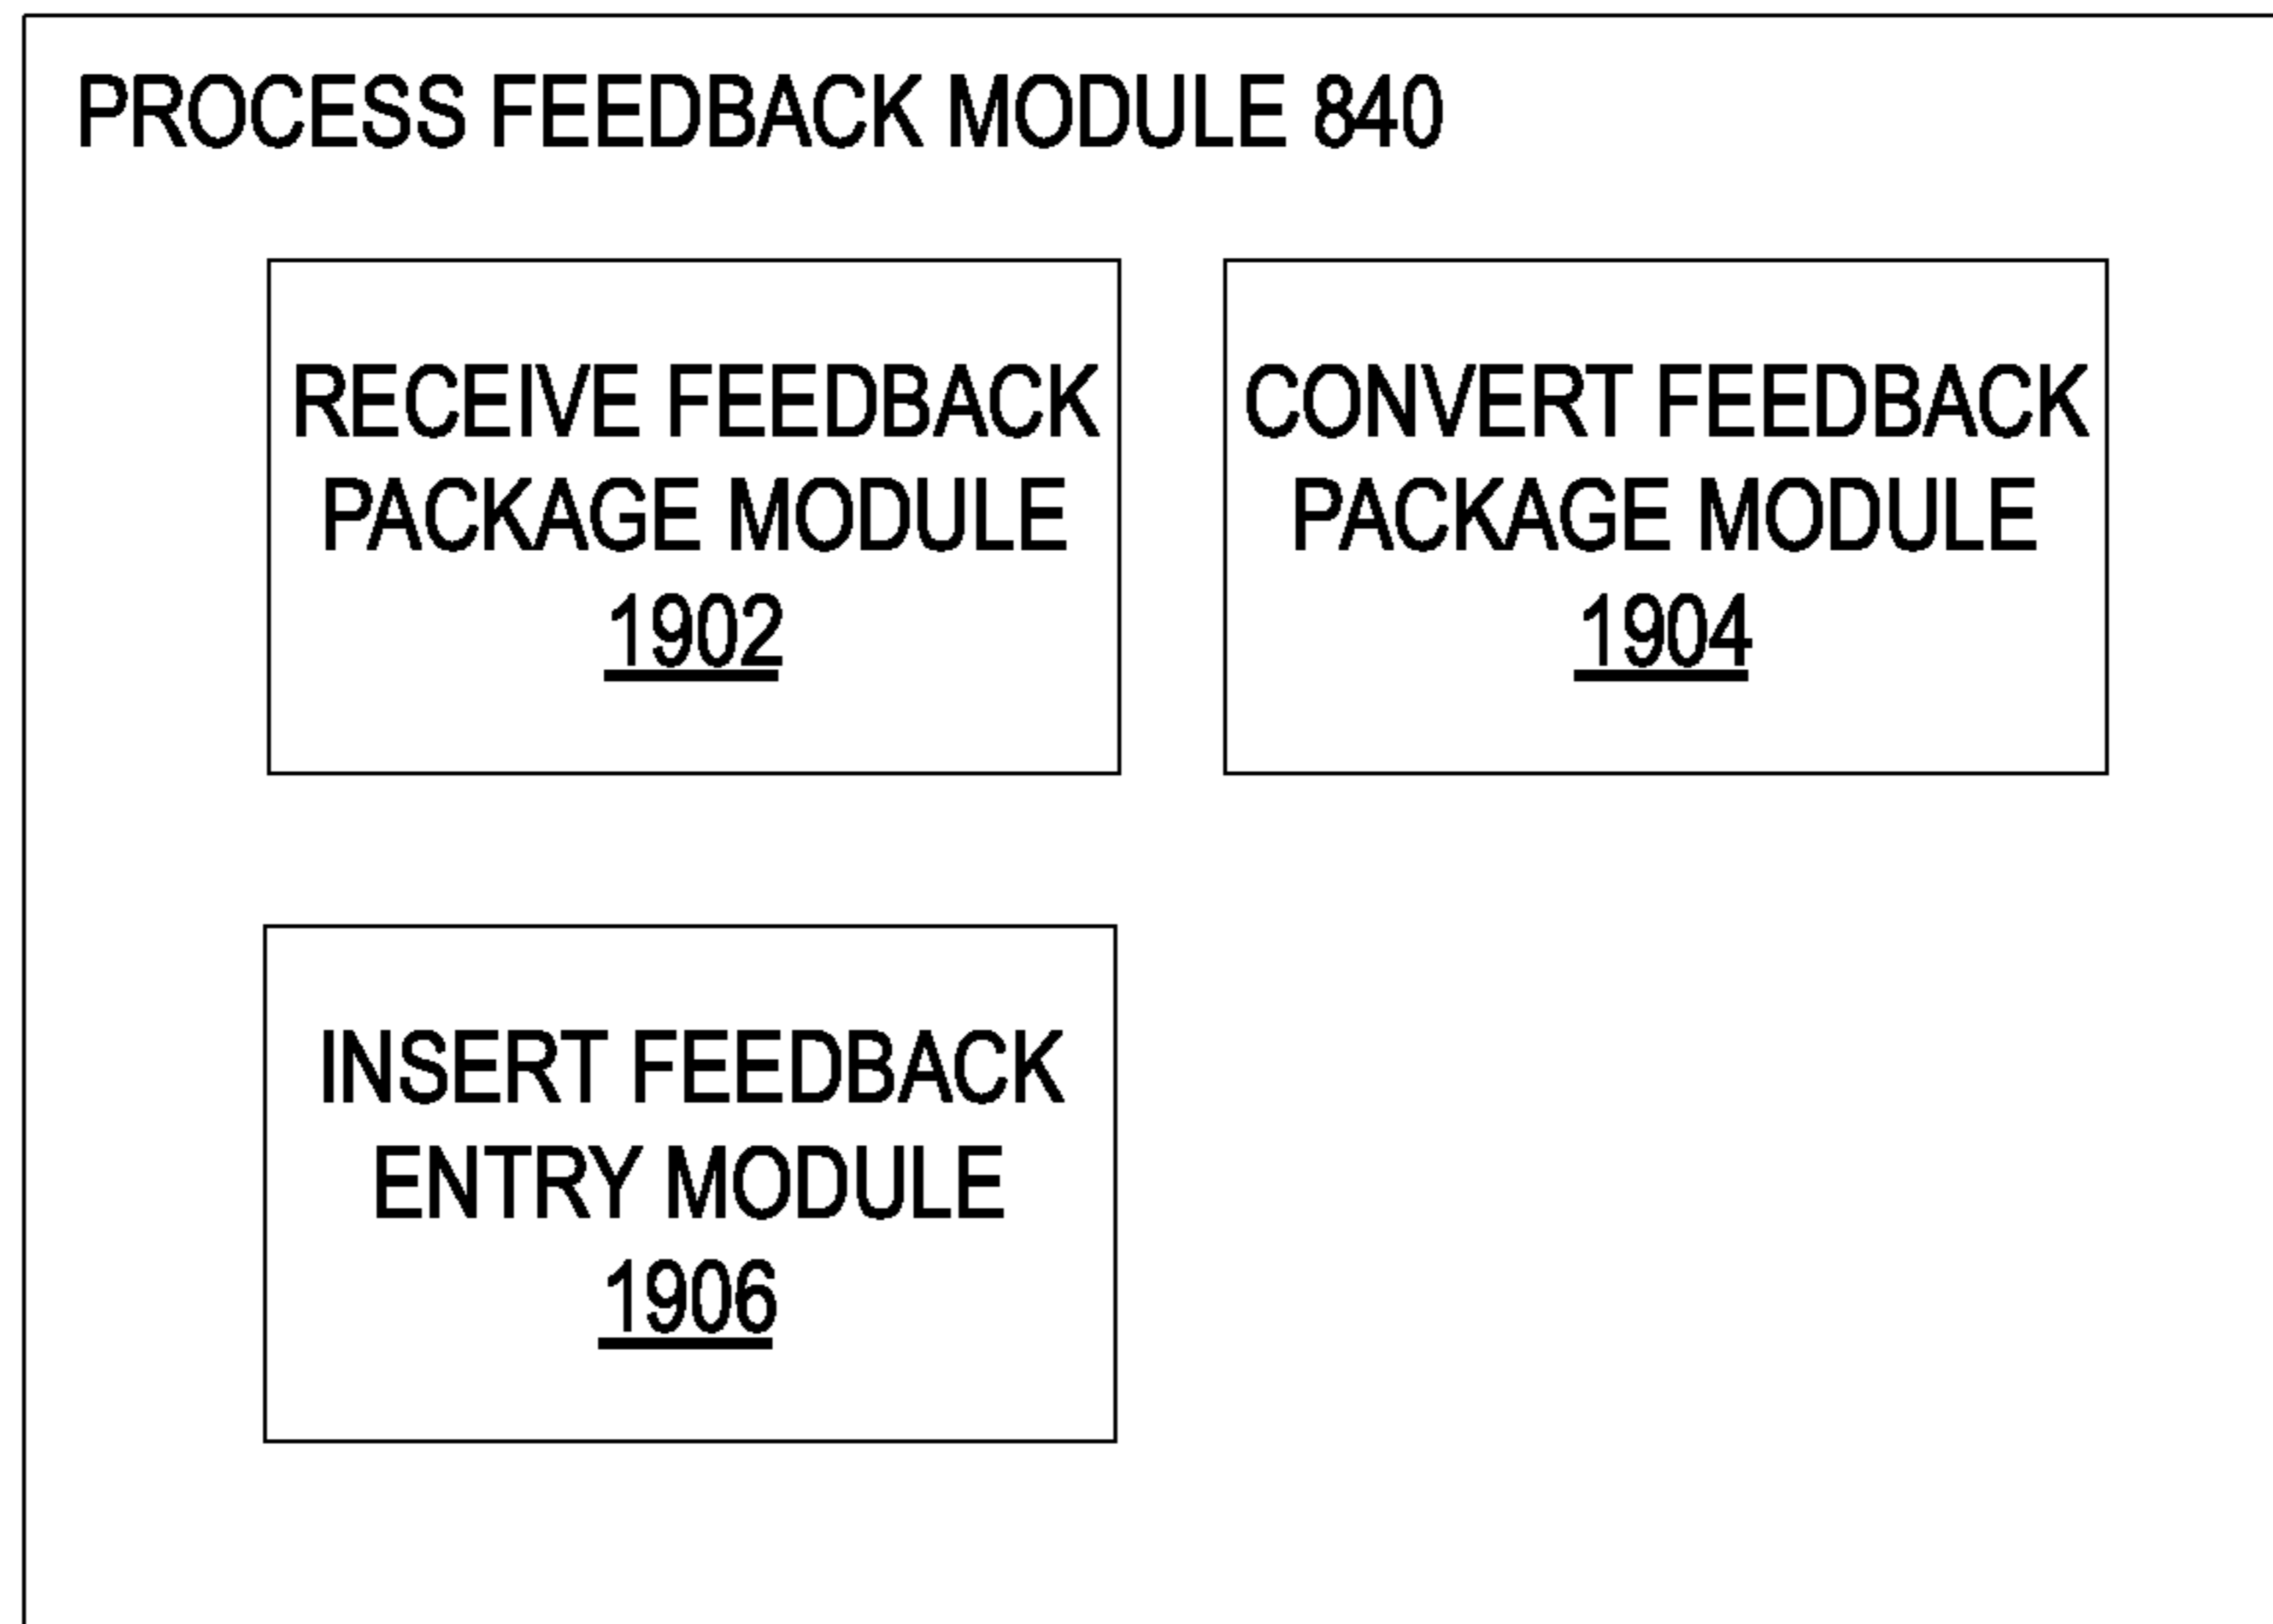 PROCESS FEEDBACK MODULE 840
RECEIVE FEEDBACK
PACKAGE MODULE
1902
CONVERT FEEDBACK
PACKAGE MODULE
1904
INSERT FEEDBACK
ENTRY MODULE
1906